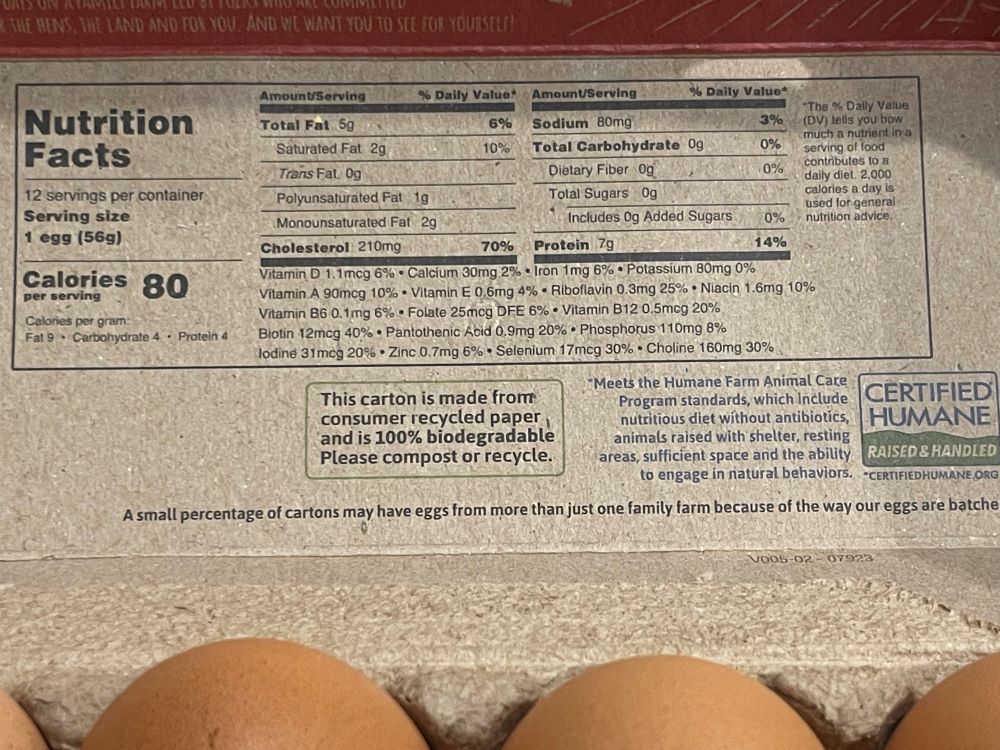 THE HENS, THE LAND AND FOR YOU. AND WE WANT YOU TO SEE FOR YOURSELF!
Nutrition
Facts
12 servings per container
Serving size
1 egg (56g)
Calories 80
per serving
Calories per gram:
Fat 9 • Carbohydrate 4 • Protein 4
Amount/Serving % Daily Value*
Total Fat 5g 6%
Saturated Fat 2g 10%
Trans Fat 0g
Polyunsaturated Fat 1g
Monounsaturated Fat 2g
Cholesterol 210mg 70%
Amount/Serving % Daily Value*
Sodium 80mg 3%
Total Carbohydrate 0g 0%
Dietary Fiber 0g 0%
Total Sugars 0g
Includes 0g Added Sugars 0%
Protein 7g 14%
*The % Daily Value
(DV) tells you how
much a nutrient in a
serving of food
contributes to a
daily diet. 2,000
calories a day is
used for general
nutrition advice.
Vitamin D 1.1mcg 6% • Calcium 30mg 2% • Iron 1mg 6% • Potassium 80mg 0%
Vitamin A 90mcg 10% • Vitamin E 0.6mg 4% • Riboflavin 0.3mg 25% • Niacin 1.6mg 10%
Vitamin B6 0.1mg 6% • Folate 25mcg DFE 6% • Vitamin B12 0.5mcg 20%
Biotin 12mcg 40% • Pantothenic Acid 0.9mg 20% • Phosphorus 110mg 8%
Iodine 31mcg 20% • Zinc 0.7mg 6% • Selenium 17mcg 30% • Choline 160mg 30%
This carton is made from
consumer recycled paper
and is 100% biodegradable
Please compost or recycle.
*Meets the Humane Farm Animal Care
Program standards, which Include
nutritious diet without antibiotics,
animals raised with shelter, resting
areas, sufficient space and the ability
to engage in natural behaviors.
CERTIFIED
HUMANE
RAISED & HANDLED
*CERTIFIEDHUMANE.ORG
A small percentage of cartons may have eggs from more than just one family farm because of the way our eggs are batche
V005-02-07923